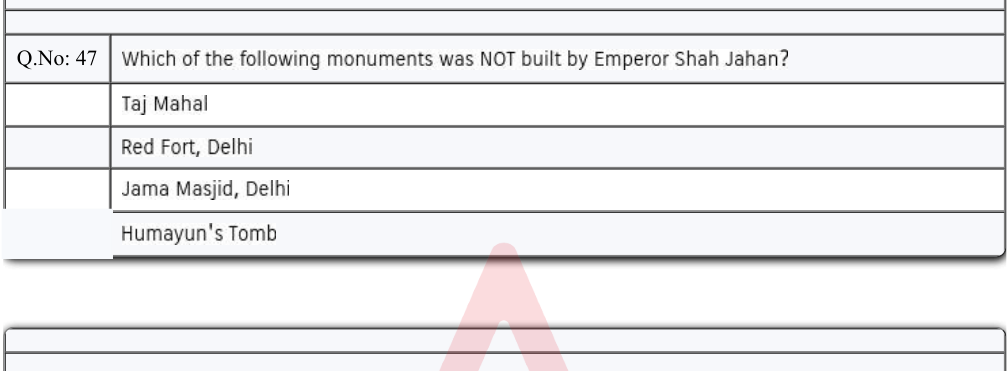 Q.No: 47 Which of the following monuments was NOT built by Emperor Shah Jahan?
Taj Mahal
Red Fort, Delhi
Jama Masjid, Delhi
Humayun's Tomb